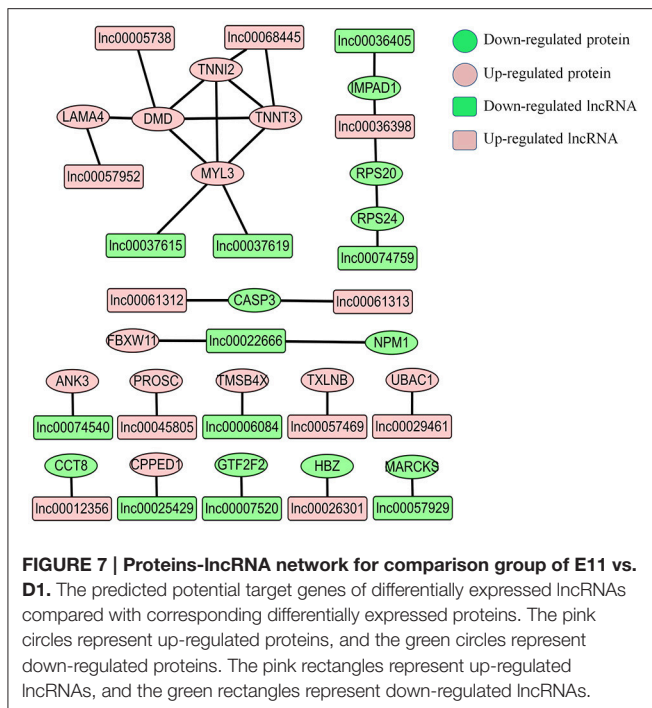 lnc00005738
lnc00068445
lnc00036405
Down-regulated protein
TNNI2
IMPAD1
Up-regulated protein
LAMA4
DMD
TNNT3
lnc00036398
Down-regulated lncRNA
Up-regulated lncRNA
lnc00057952
MYL3
RPS20
RPS24
lnc00037615
lnc00037619
lnc00074759
lnc00061312
CASP3
lnc00061313
FBXW11
lnc00022666
NPM1
ANK3
PROSC
TMSB4X
TXLNB
UBAC1
lnc00074540
lnc00045805
lnc00006084
lnc00057469
lnc00029461
CCT8
CPPED1
GTF2F2
HBZ
MARCKS
lnc00012356
lnc00025429
lnc00007520
lnc00026301
lnc00057929
FIGURE 7 | Proteins-lncRNA network for comparison group of E11 vs.
D1. The predicted potential target genes of differentially expressed lncRNAs
compared with corresponding differentially expressed proteins. The pink
circles represent up-regulated proteins, and the green circles represent
down-regulated proteins. The pink rectangles represent up-regulated
lncRNAs, and the green rectangles represent down-regulated lncRNAs.